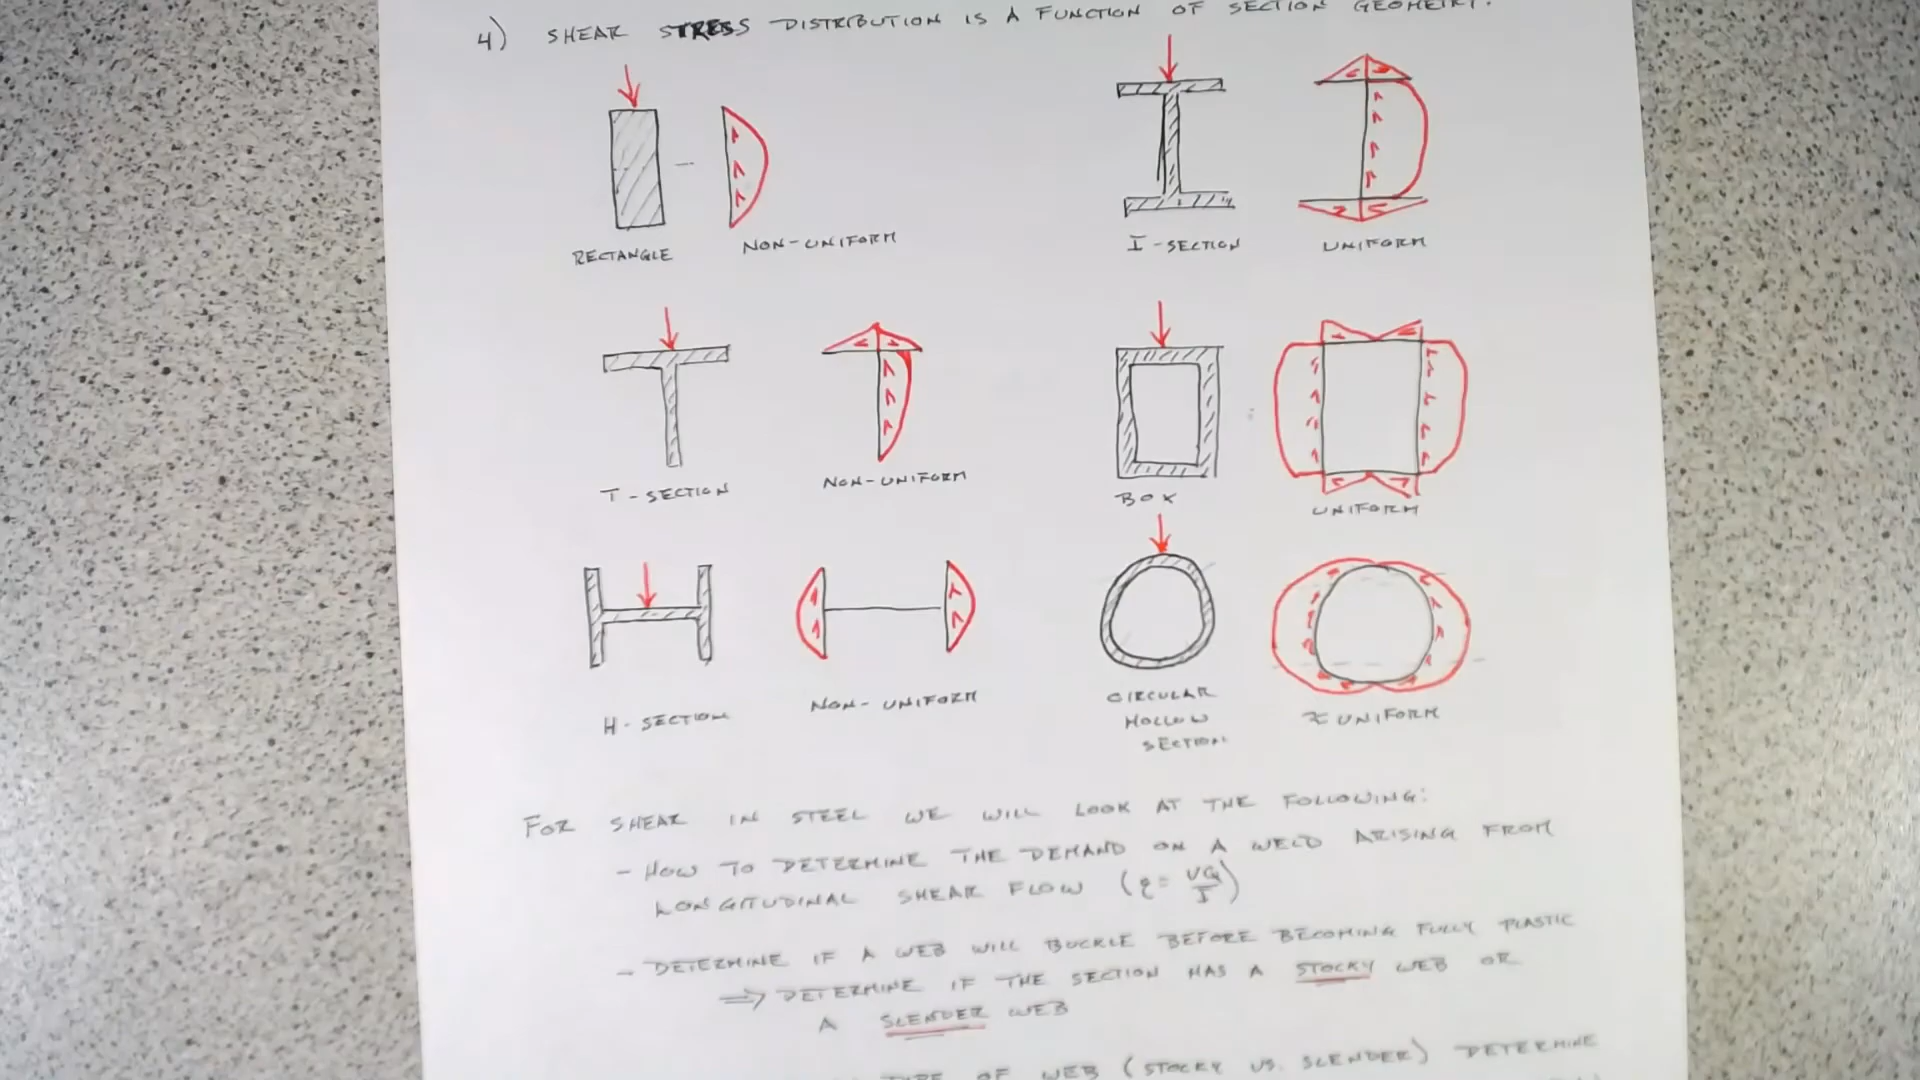 4) SHEAR STRESS DISTRIBUTION IS A FUNCTION OF SECTION GEOMETRY.
RECTANGLE
NON-UNIFORM
I-SECTION
UNIFORM
T-SECTION
NON-UNIFORM
BOX
UNIFORM
H-SECTION
NON-UNIFORM
CIRCULAR
HOLLOW
SECTION
≈ UNIFORM
FOR SHEAR IN STEEL WE WILL LOOK AT THE FOLLOWING:
- HOW TO DETERMINE THE DEMAND ON A WELD ARISING FROM
LONGITUDINAL SHEAR FLOW (q = VQ/I)
- DETERMINE IF A WEB WILL BUCKLE BEFORE BECOMING FULLY PLASTIC
⇒ DETERMINE IF THE SECTION HAS A STOCKY WEB OR
A SLENDER WEB
TYPE OF WEB (STOCKY VS. SLENDER) DETERMINE